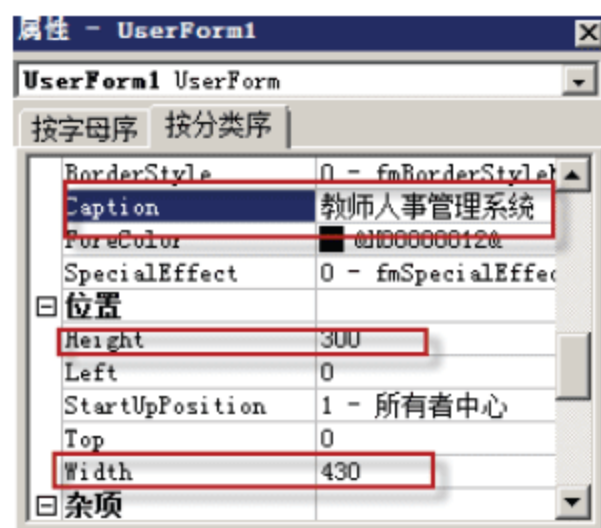 属性 - UserForm1
UserForm1 UserForm
按字母序 按分类序
BorderStyle 0 - fmBorderStyle
Caption 教师人事管理系统
ForeColor &H80000012&
SpecialEffect 0 - fmSpecialEffec
位置
Height 300
Left 0
StartUpPosition 1 - 所有者中心
Top 0
Width 430
杂项